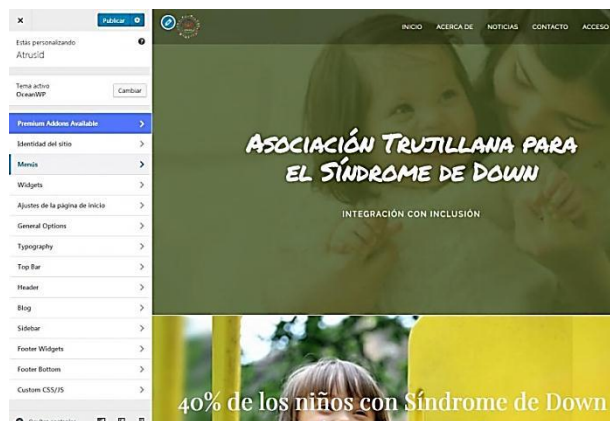 ×
Publicar
Estás personalizando
Atrusid
Tema activo
OceanWP
Cambiar
Premium Addons Available
Identidad del sitio
Menús
Widgets
Ajustes de la página de inicio
General Options
Typography
Top Bar
Header
Blog
Sidebar
Footer Widgets
Footer Bottom
Custom CSS/JS
INICIO ACERCA DE NOTICIAS CONTACTO ACCESO
Asociación Trujillana para
el Síndrome de Down
INTEGRACIÓN CON INCLUSIÓN
40% de los niños con Síndrome de Down